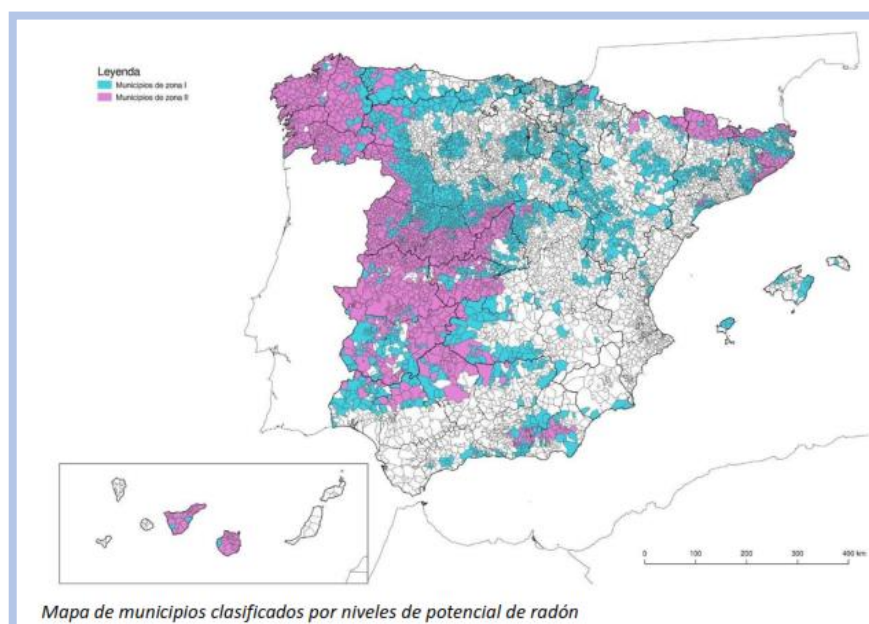 Leyenda
Municipios de zona I
Municipios de zona II
0 100 200 300 400 km
Mapa de municipios clasificados por niveles de potencial de radón